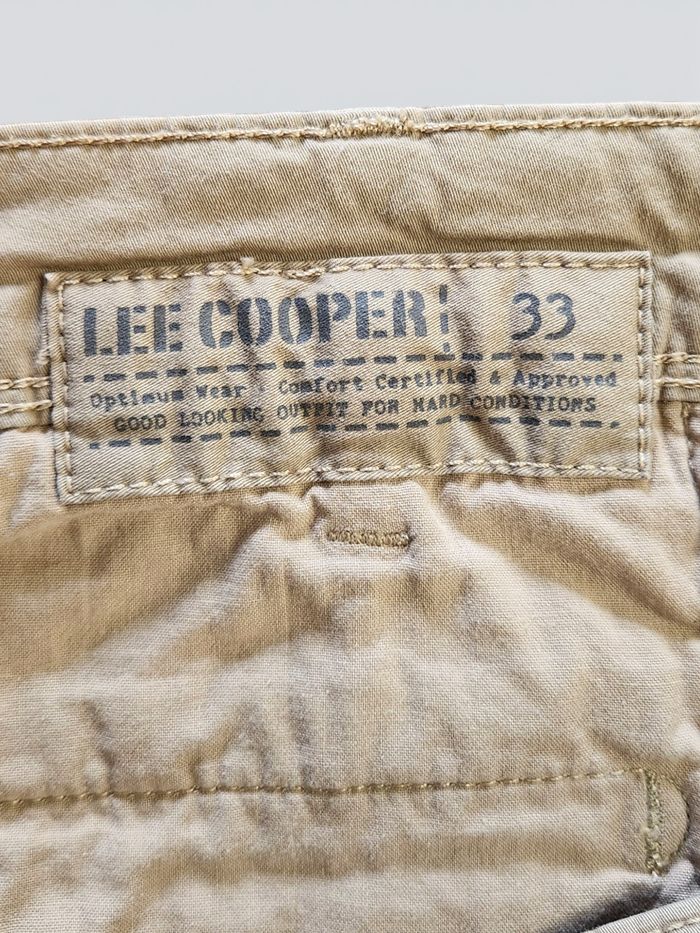 LEE COOPER 33
Optimum Wear - Comfort Certified & Approved
GOOD LOOKING OUTFIT FOR HARD CONDITIONS